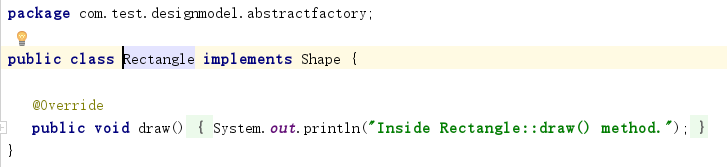 package com.test.designmodel.abstractfactory;
public class Rectangle implements Shape {
@Override
public void draw() { System.out.println("Inside Rectangle::draw() method."); }
}